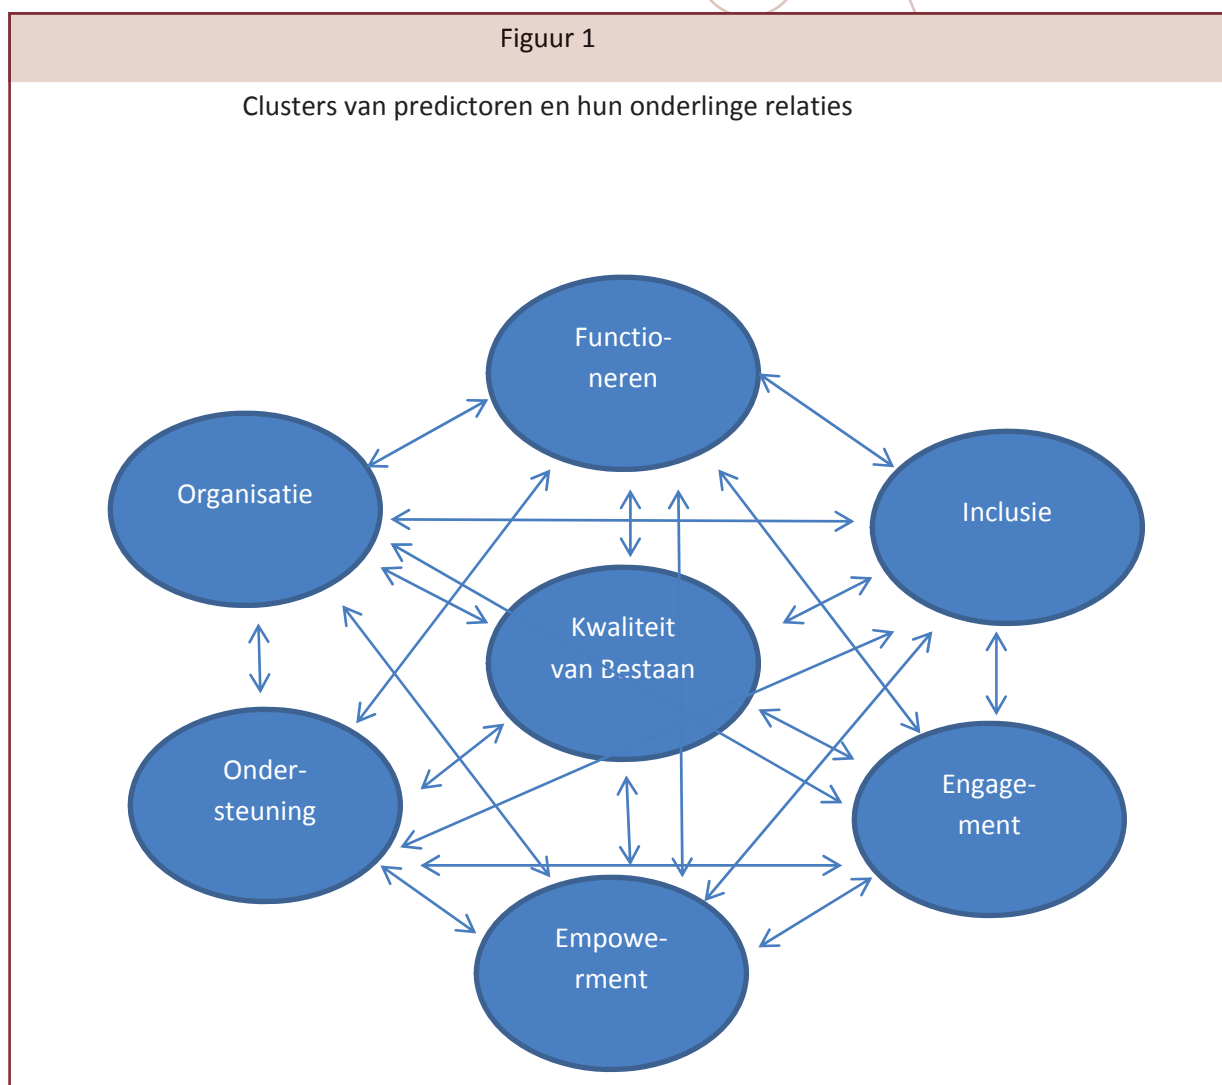 Figuur 1
Clusters van predictoren en hun onderlinge relaties
Functio-
neren
Organisatie
Inclusie
Kwaliteit
van Bestaan
Onder-
steuning
Engage-
ment
Empowe-
rment